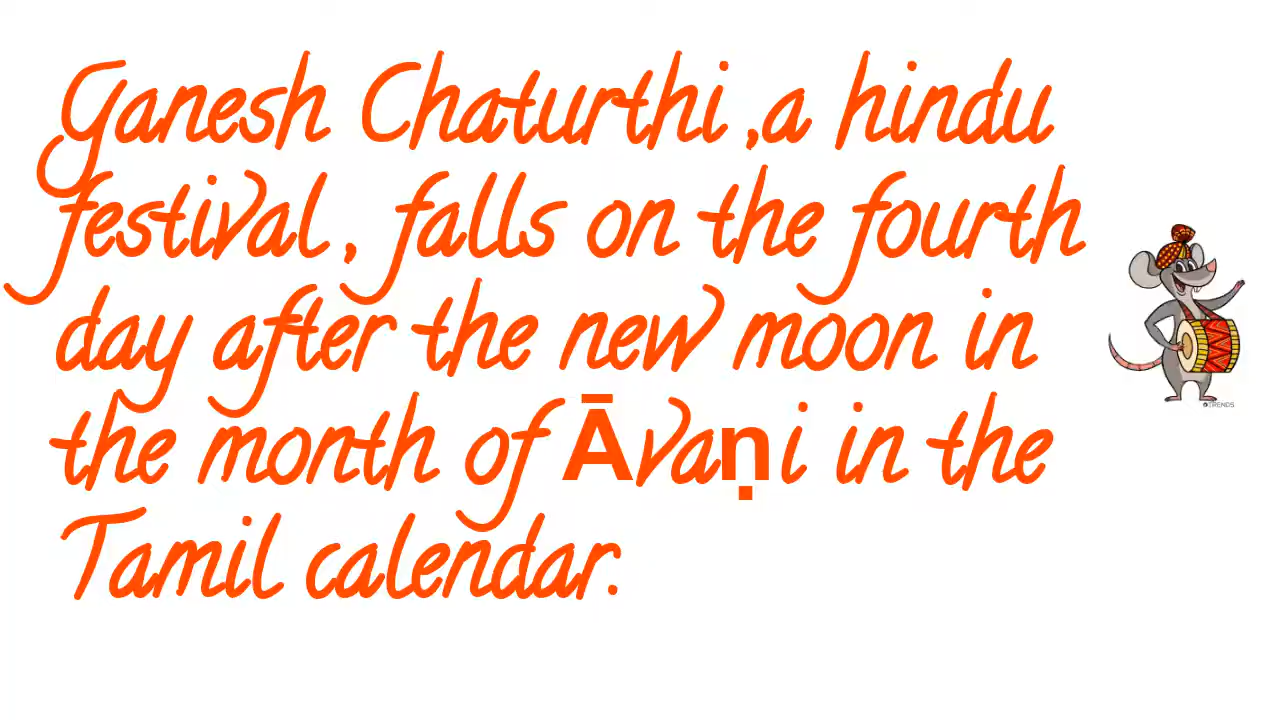 Ganesh Chaturthi ,a hindu
festival, falls on the fourth
day after the new moon in
the month of Āvaṇi in the
Tamil calendar.
TRENDS